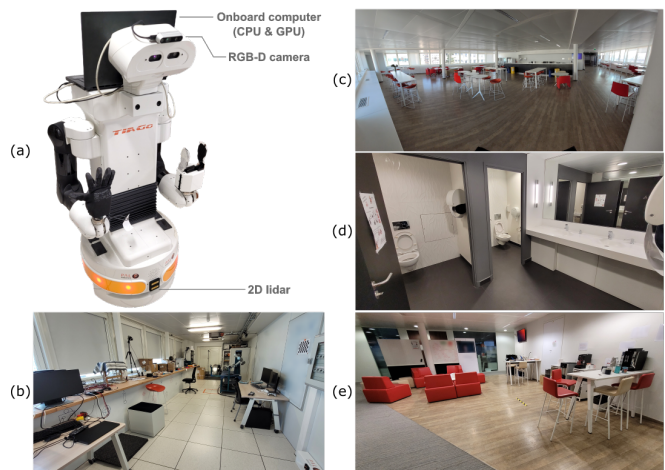 (a)
Onboard computer
(CPU & GPU)
RGB-D camera
TIAGo
2D lidar
(b)
(c)
(d)
(e)